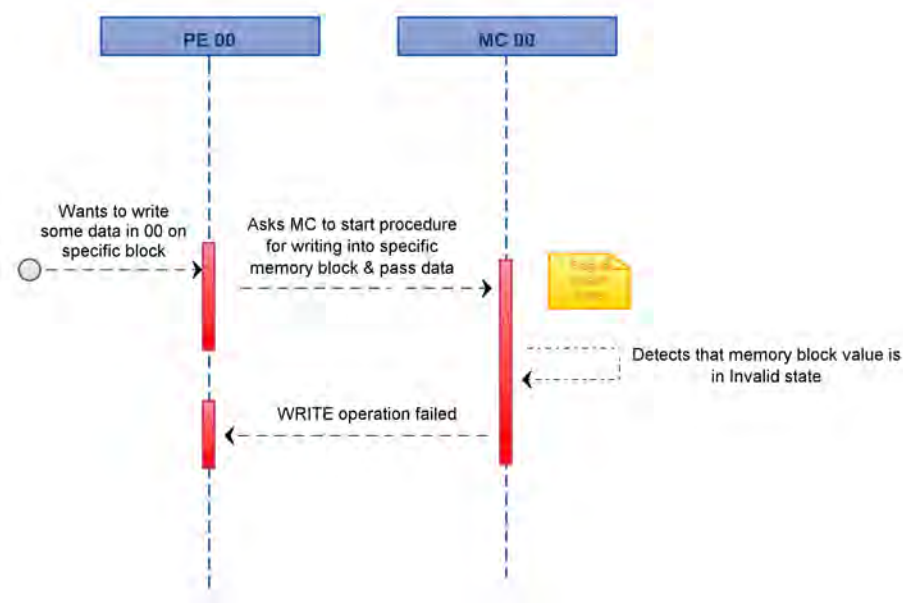 PE 00
MC 00
Wants to write
some data in 00 on
specific block
Asks MC to start procedure
for writing into specific
memory block & pass data
Detects that memory block value is
in Invalid state
WRITE operation failed